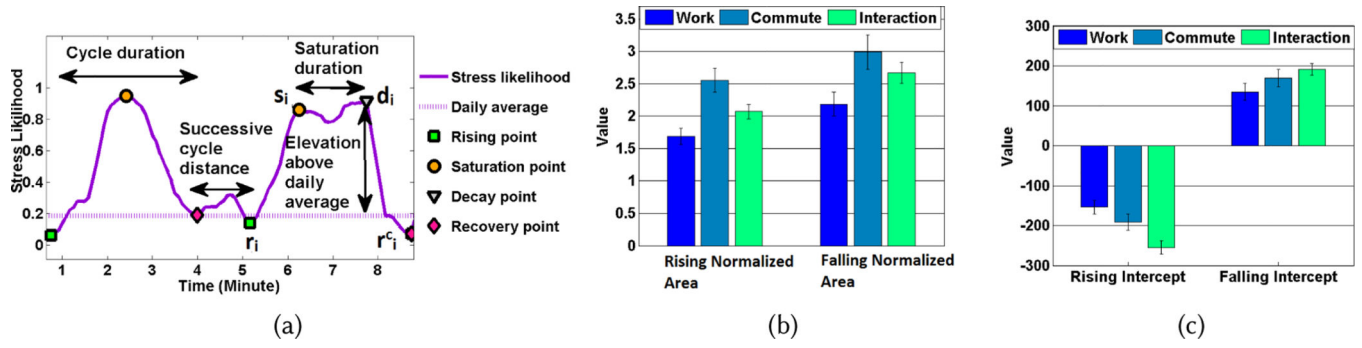 Cycle duration
Saturation
duration
Stress Likelihood
1
0.8
0.6
0.4
0.2
0
Successive
cycle
distance
Elevation
above
daily
average
sᵢ
dᵢ
rᵢ
rᶜᵢ
1 2 3 4 5 6 7 8
Time (Minute)
Stress likelihood
Daily average
Rising point
Saturation point
Decay point
Recovery point
(a)
Work Commute Interaction
Value
3.5
3
2.5
2
1.5
1
0.5
0
Rising Normalized
Area
Falling Normalized
Area
(b)
Work Commute Interaction
Value
300
200
100
0
-100
-200
-300
Rising Intercept Falling Intercept
(c)